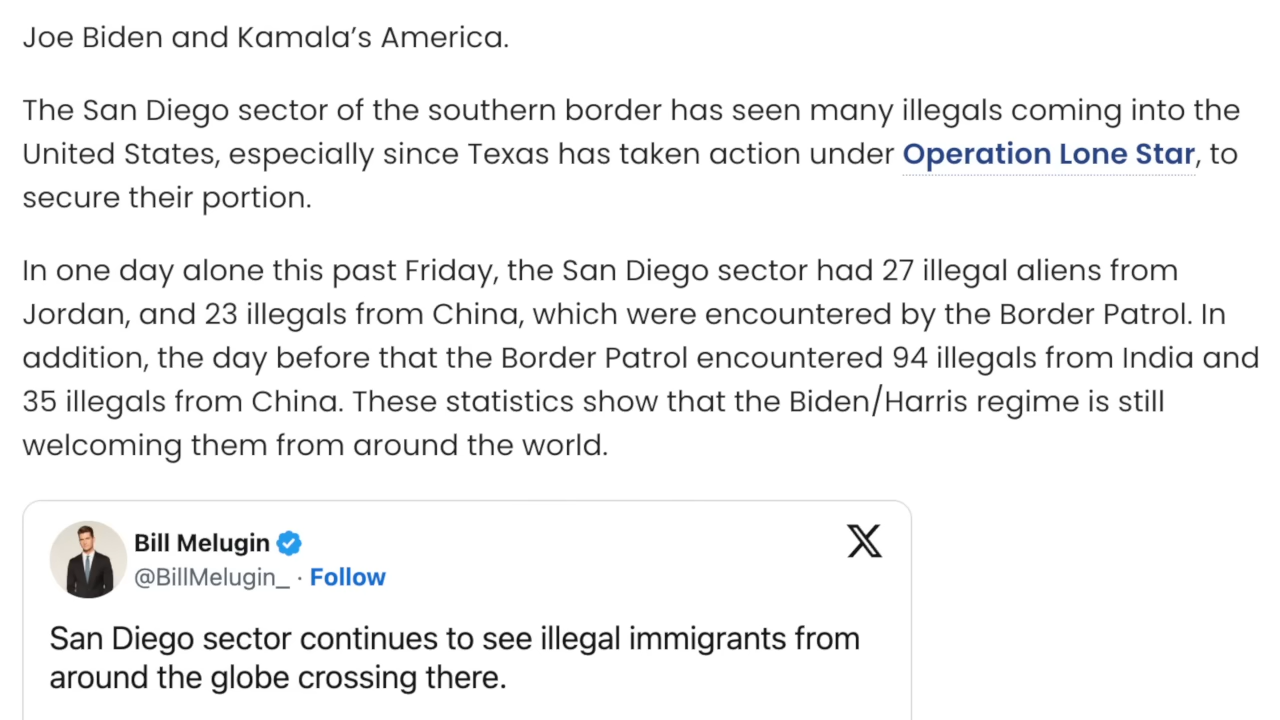 Joe Biden and Kamala’s America.
The San Diego sector of the southern border has seen many illegals coming into the
United States, especially since Texas has taken action under Operation Lone Star, to
secure their portion.
In one day alone this past Friday, the San Diego sector had 27 illegal aliens from
Jordan, and 23 illegals from China, which were encountered by the Border Patrol. In
addition, the day before that the Border Patrol encountered 94 illegals from India and
35 illegals from China. These statistics show that the Biden/Harris regime is still
welcoming them from around the world.
Bill Melugin
@BillMelugin_ · Follow
San Diego sector continues to see illegal immigrants from
around the globe crossing there.